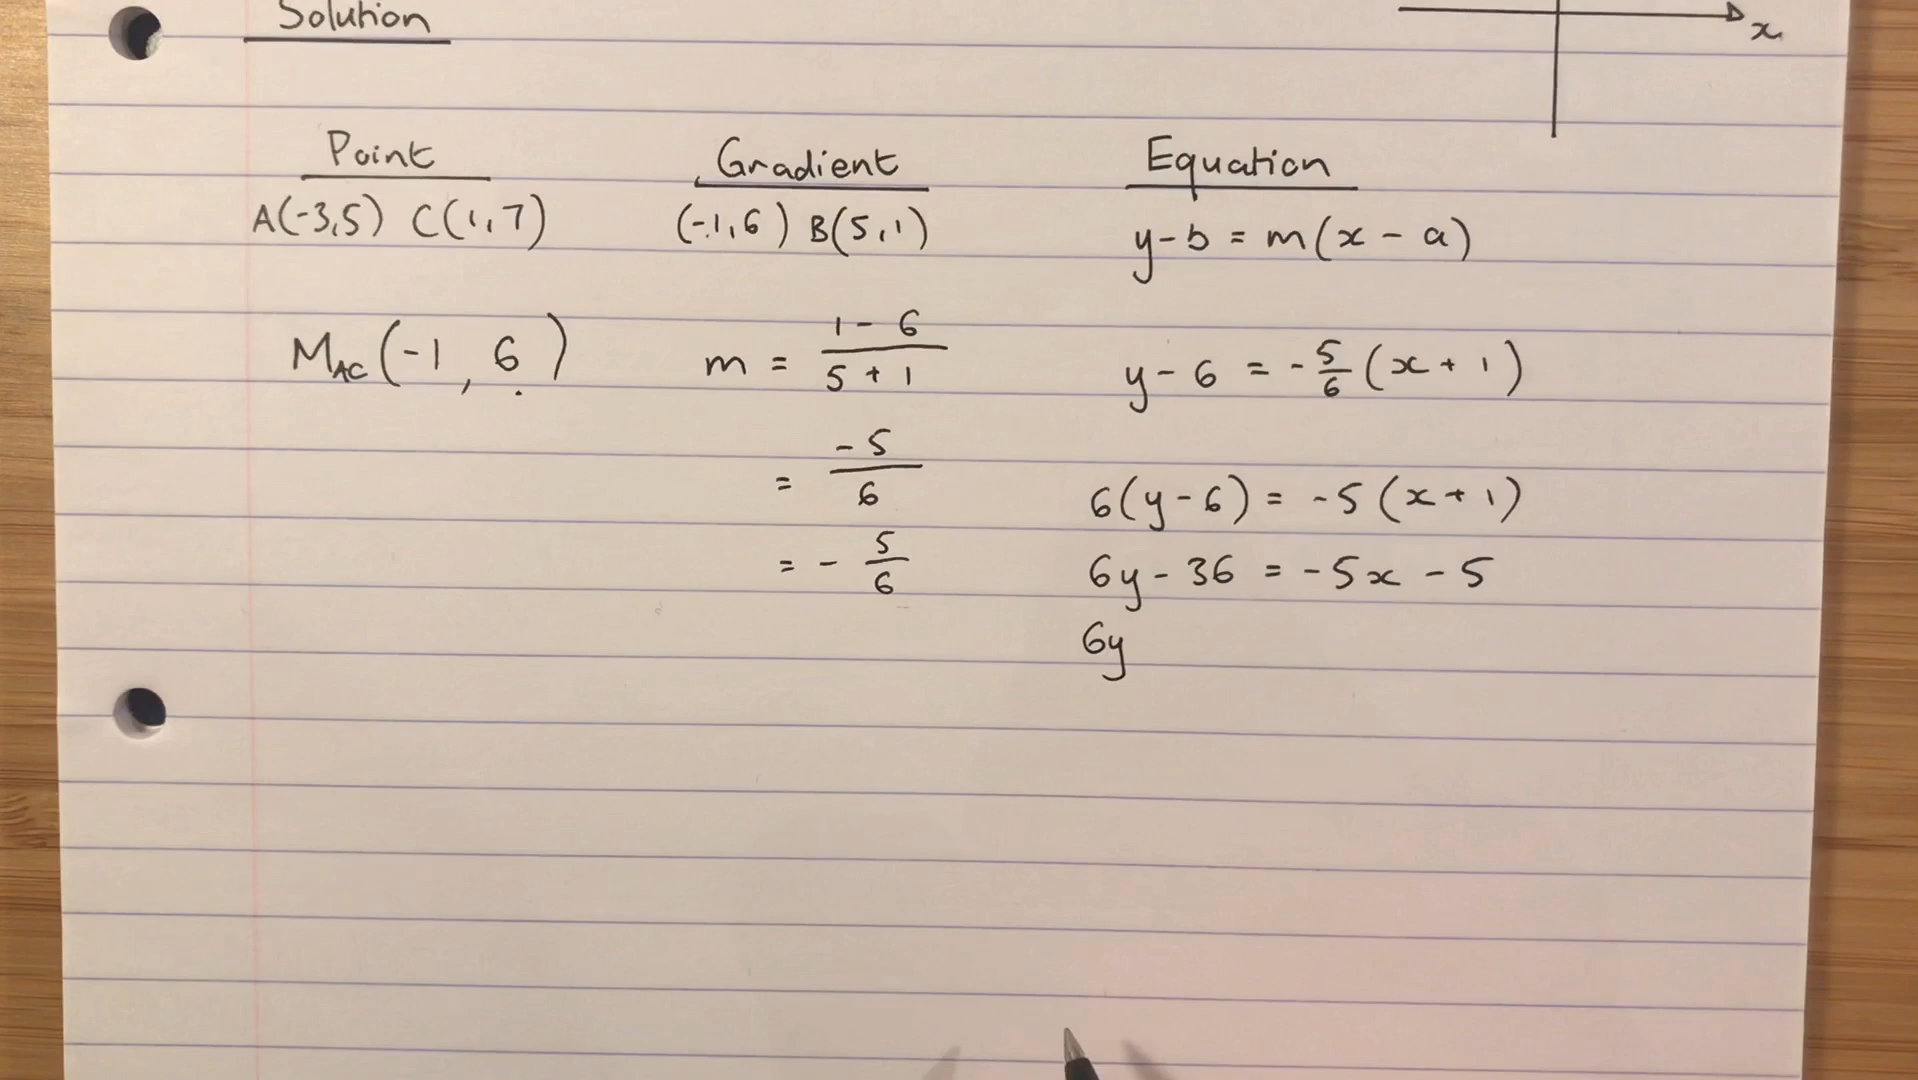 Solution
x
Point
A(-3,5) C(1,7)
M_AC(-1, 6)
Gradient
(-1,6) B(5,1)
m = (1 - 6)/(5 + 1)
= -5/6
= - 5/6
Equation
y - b = m(x - a)
y - 6 = -5/6 (x + 1)
6(y - 6) = -5(x + 1)
6y - 36 = -5x - 5
6y